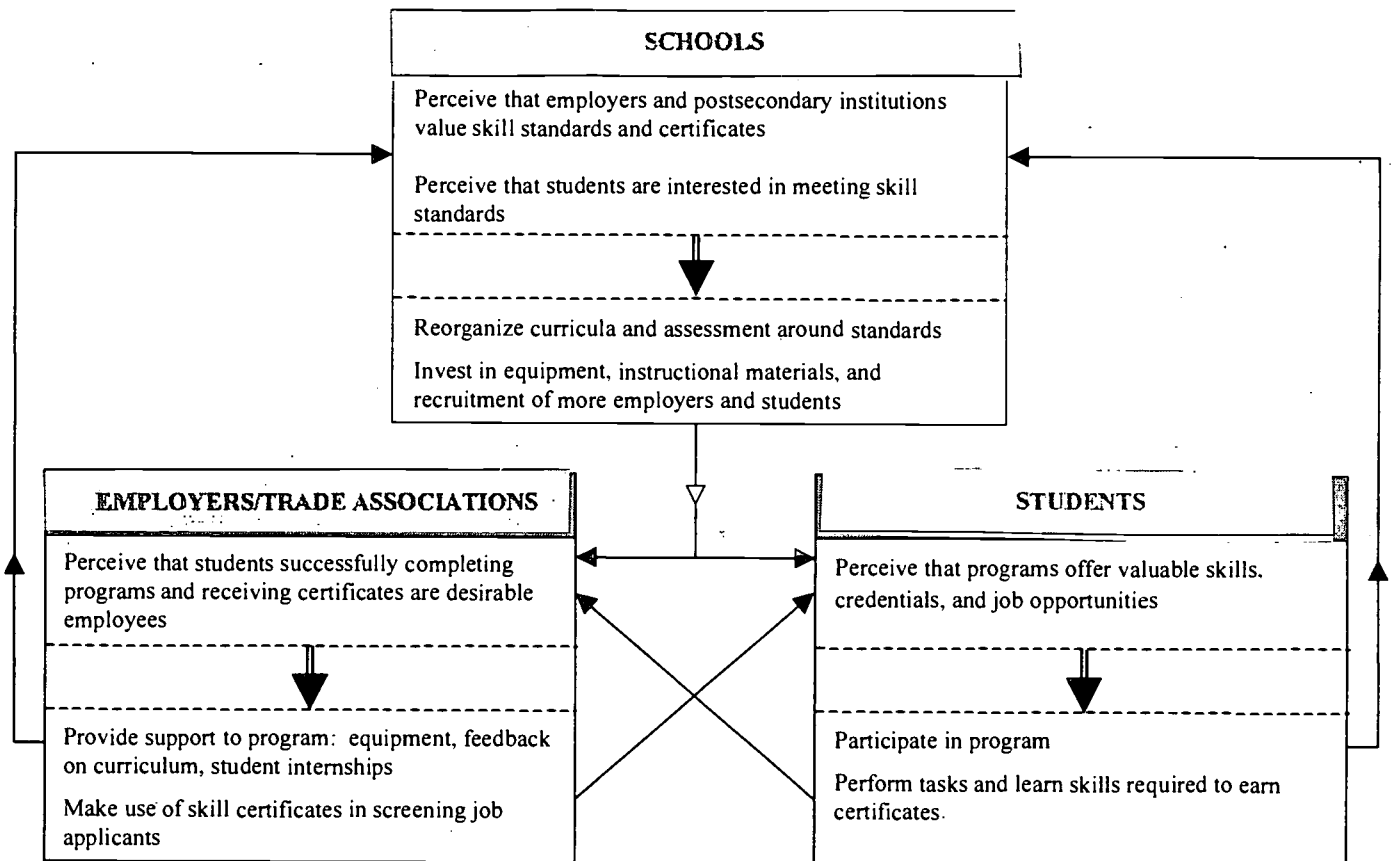 SCHOOLS
Perceive that employers and postsecondary institutions
value skill standards and certificates
Perceive that students are interested in meeting skill
standards
Reorganize curricula and assessment around standards
Invest in equipment, instructional materials, and
recruitment of more employers and students
EMPLOYERS/TRADE ASSOCIATIONS
Perceive that students successfully completing
programs and receiving certificates are desirable
employees
Provide support to program: equipment, feedback
on curriculum, student internships
Make use of skill certificates in screening job
applicants
STUDENTS
Perceive that programs offer valuable skills,
credentials, and job opportunities
Participate in program
Perform tasks and learn skills required to earn
certificates.